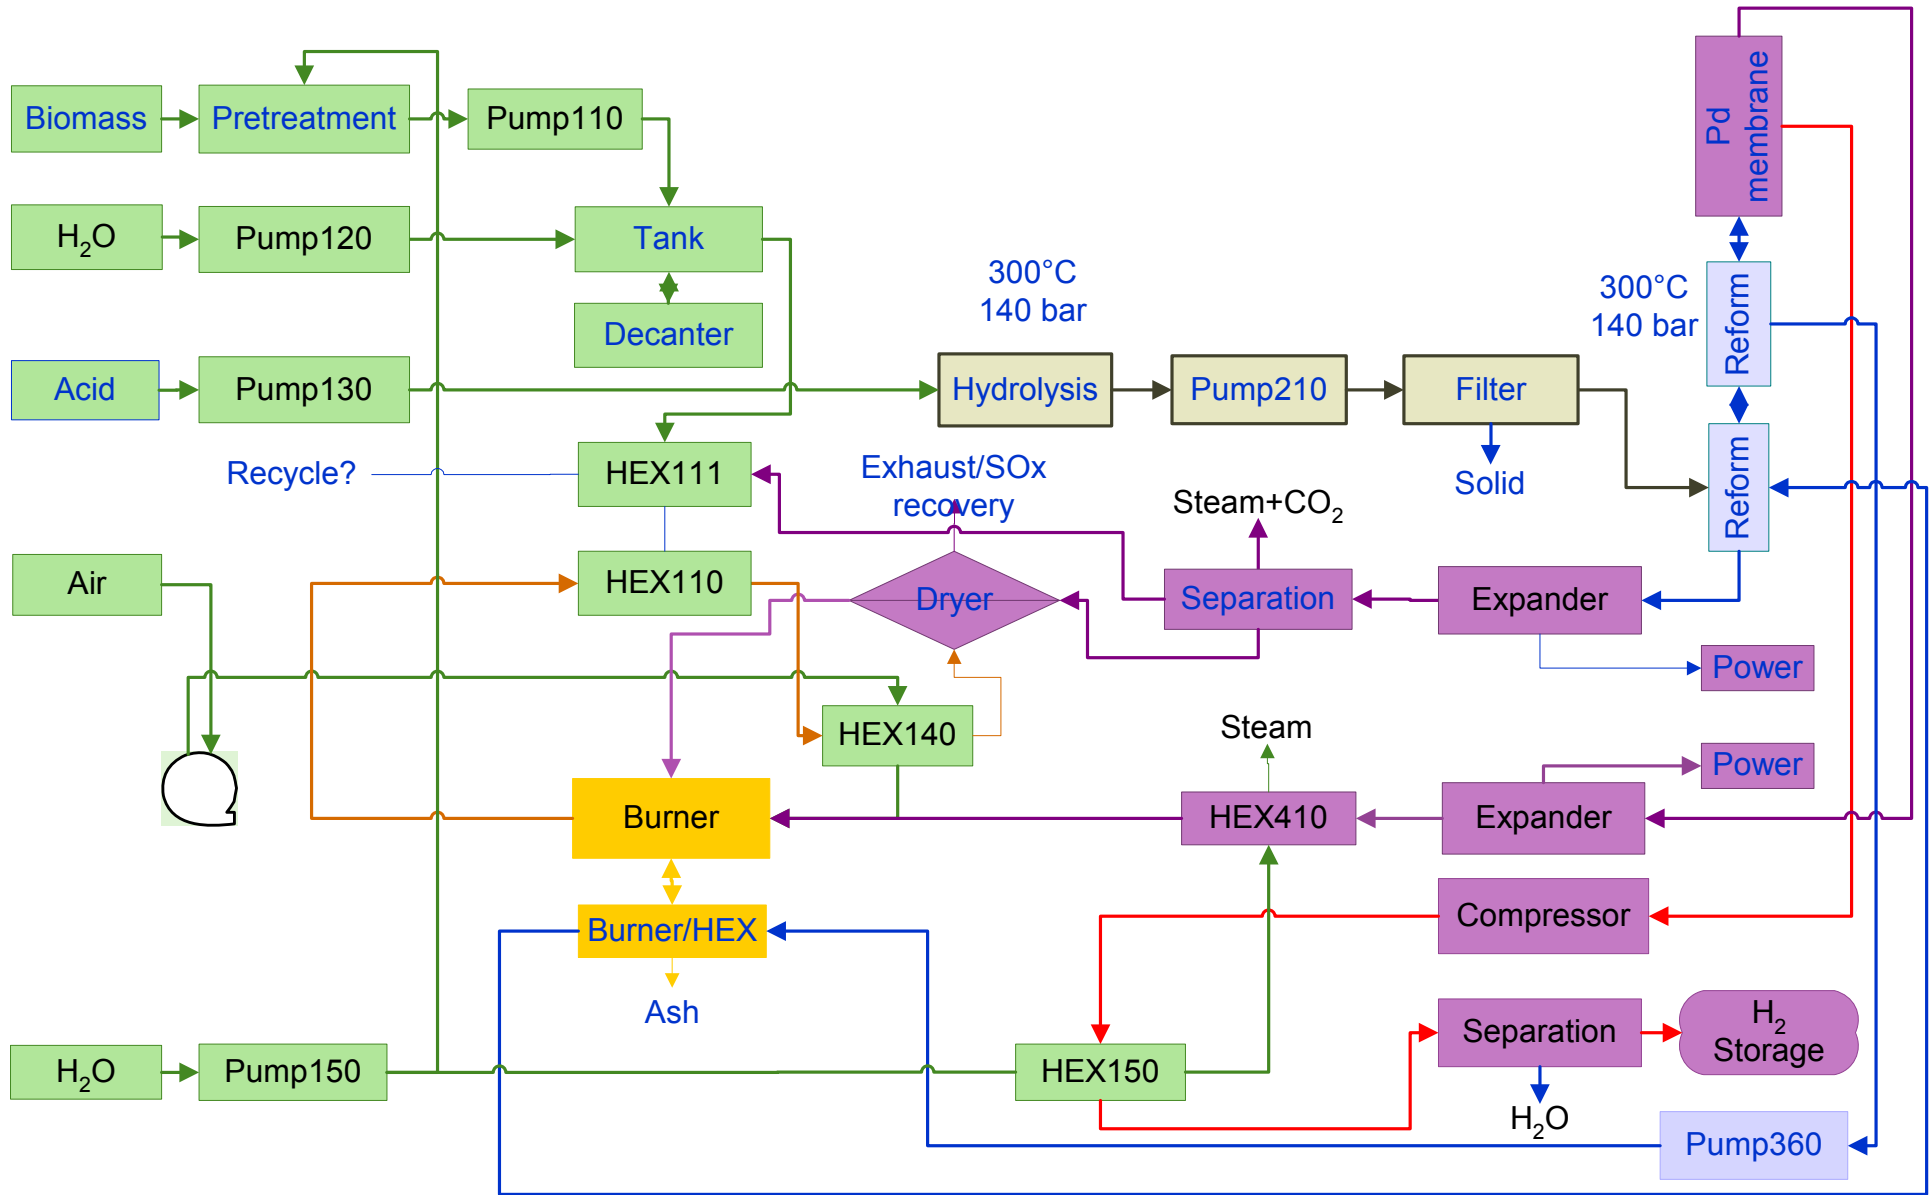 Biomass
Pretreatment
Pump110
Pd
membrane
H₂O
Pump120
Tank
300°C
140 bar
300°C
140 bar
Reform
Decanter
Acid
Pump130
Hydrolysis
Pump210
Filter
Recycle?
HEX111
Exhaust/SOx
recovery
Steam+CO₂
Solid
Reform
Air
HEX110
Dryer
Separation
Expander
Power
HEX140
Steam
Power
Burner
HEX410
Expander
Burner/HEX
Compressor
Ash
H₂O
Pump150
HEX150
Separation
H₂
Storage
H₂O
Pump360